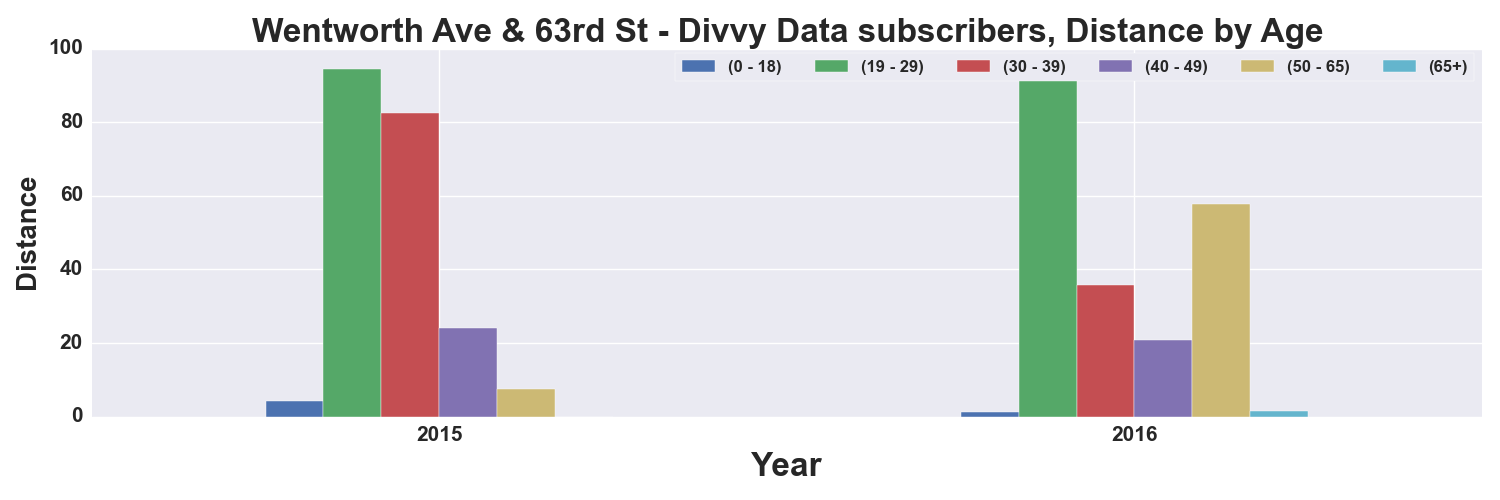 Wentworth Ave & 63rd St - Divvy Data subscribers, Distance by Age
(0 - 18) (19 - 29) (30 - 39) (40 - 49) (50 - 65) (65+)
100
80
60
40
20
0
Distance
2015 2016
Year